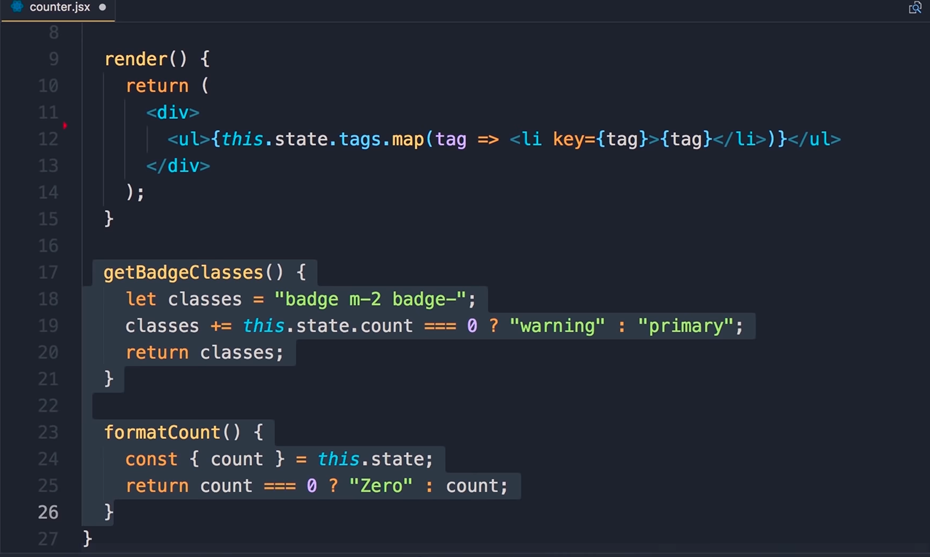 counter.jsx
8
9 render() {
10 return (
11 <div>
12 <ul>{this.state.tags.map(tag => <li key={tag}>{tag}</li>)}</ul>
13 </div>
14 );
15 }
16
17 getBadgeClasses() {
18 let classes = "badge m-2 badge-";
19 classes += this.state.count === 0 ? "warning" : "primary";
20 return classes;
21 }
22
23 formatCount() {
24 const { count } = this.state;
25 return count === 0 ? "Zero" : count;
26 }
27 }